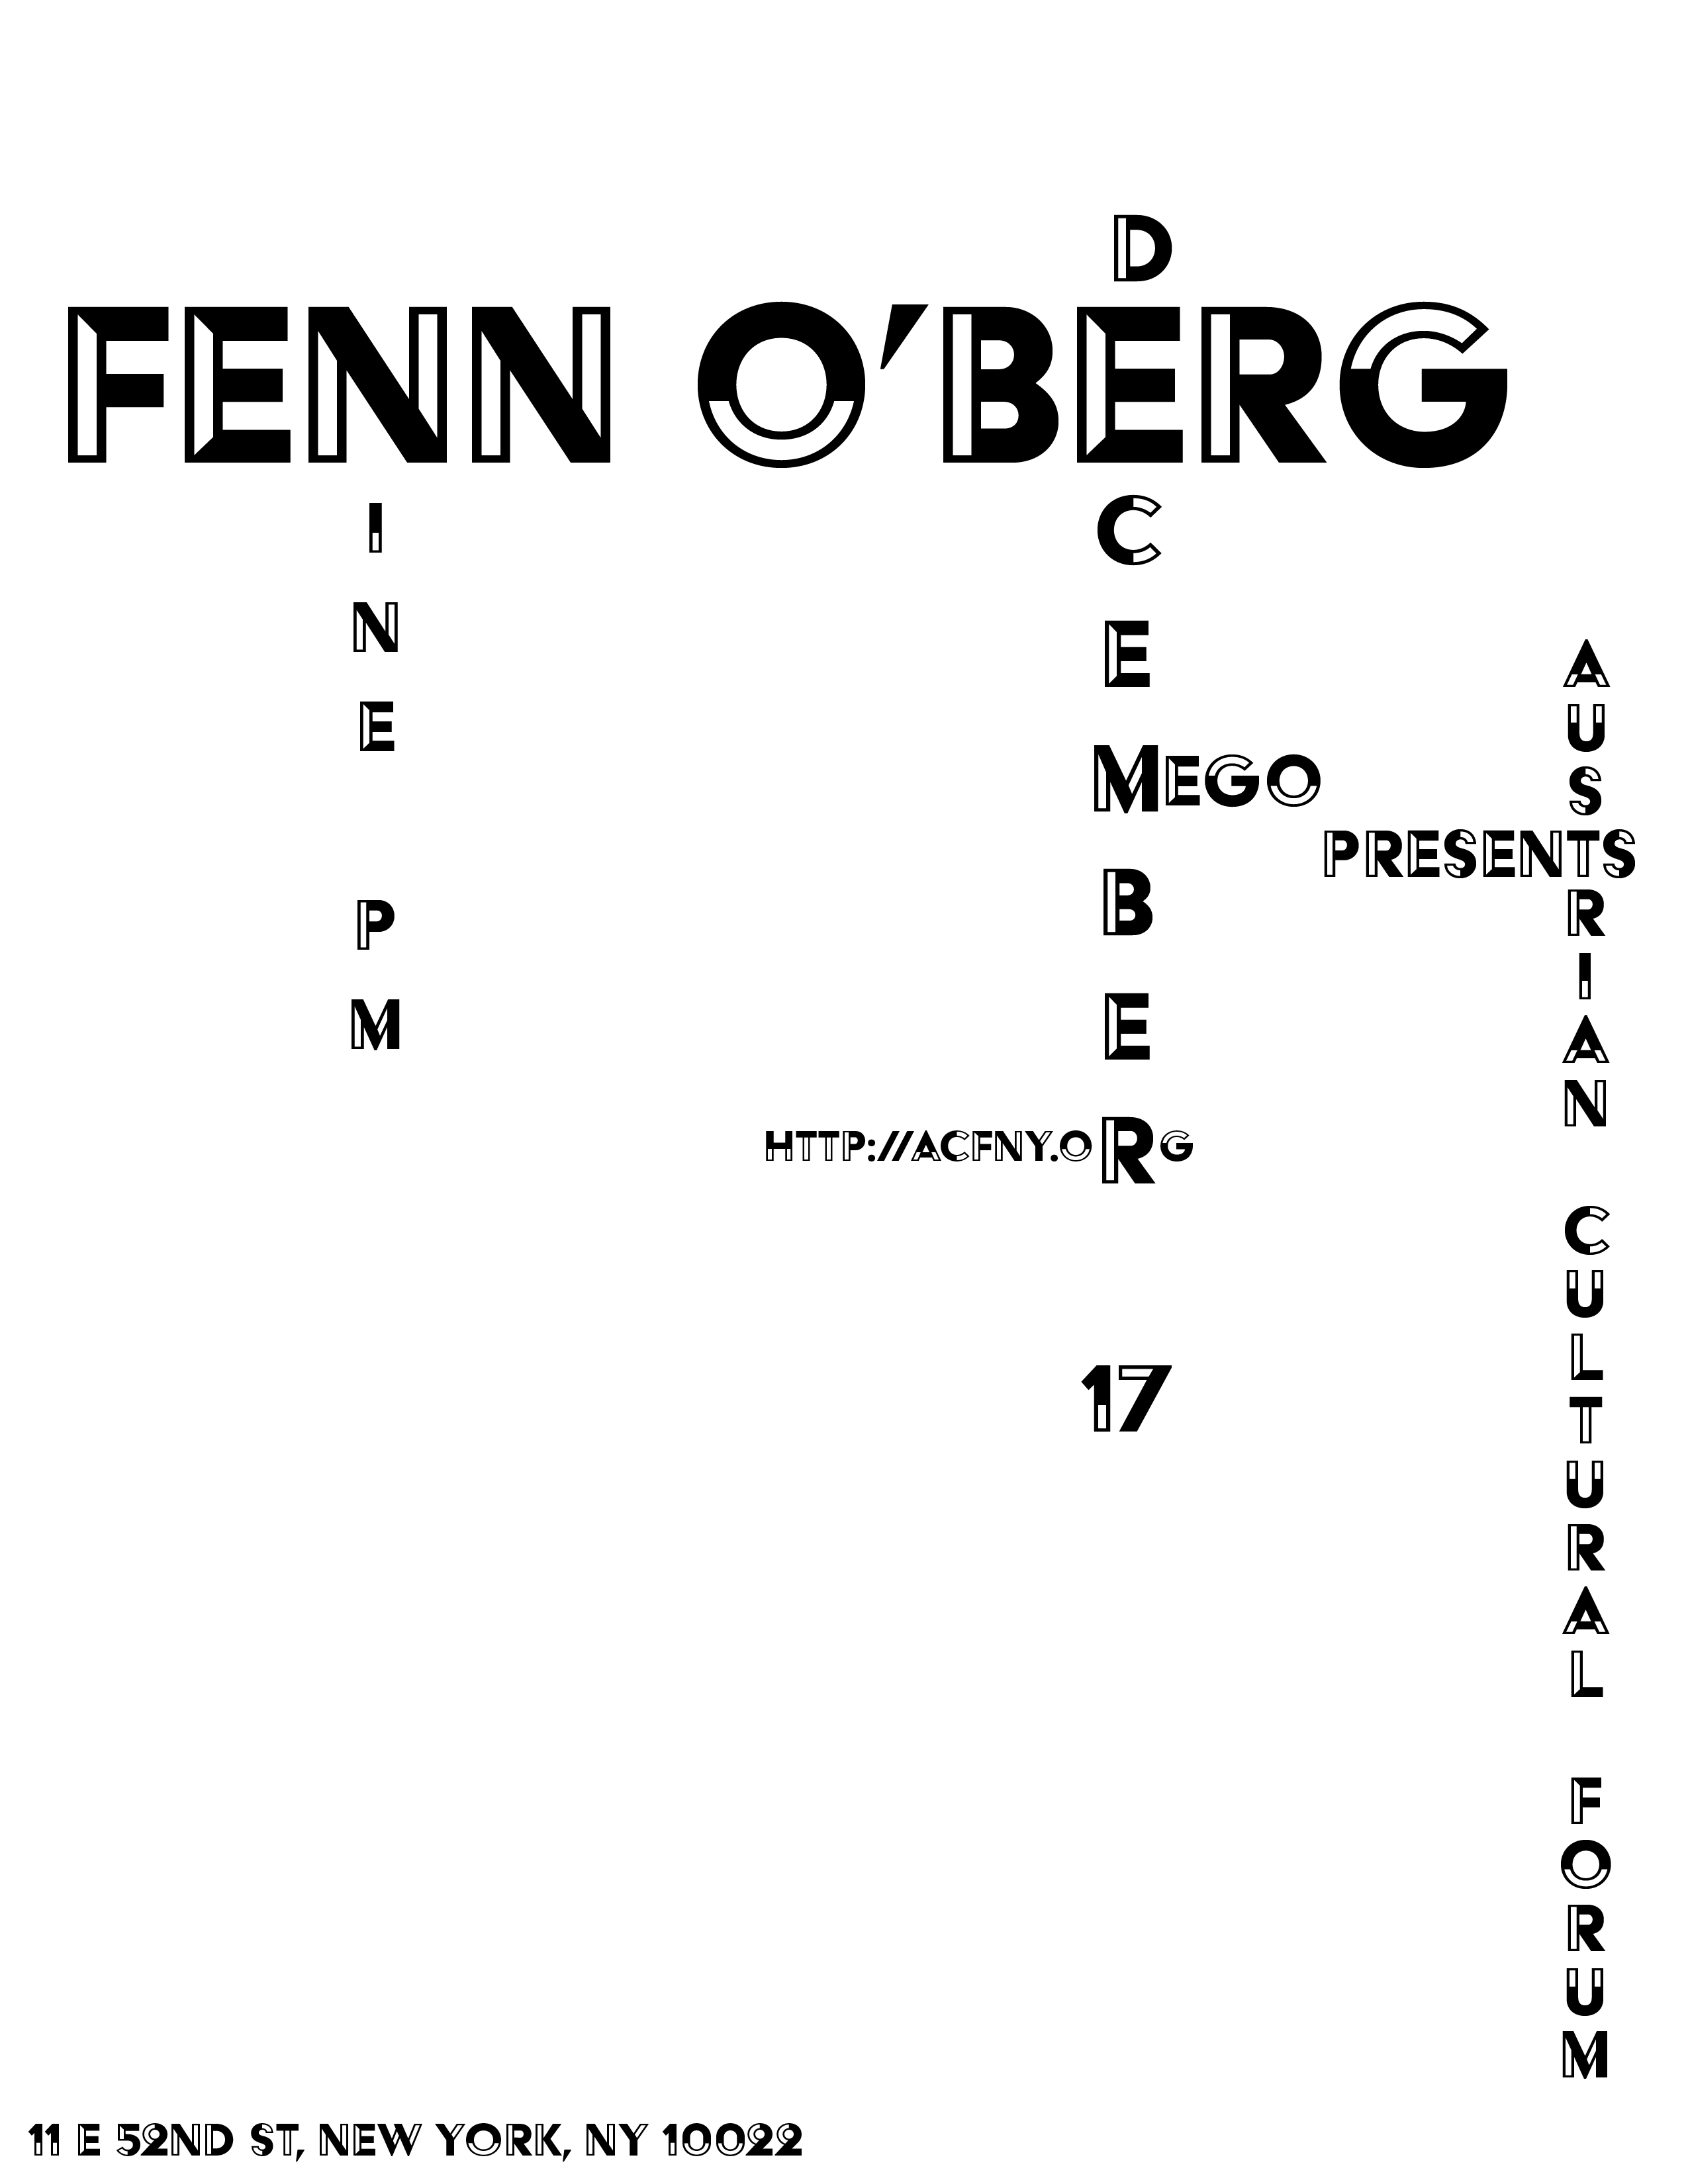 FENN O'BERG
NINE PM
DECEMBER 17
MEGO
PRESENTS
AUSTRIAN CULTURAL FORUM
HTTP://ACFNY.ORG
11 E 52ND ST, NEW YORK, NY 10022